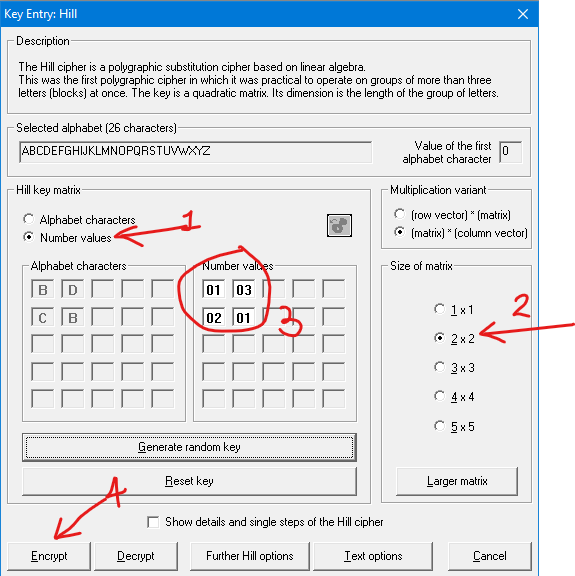 Key Entry: Hill
Description
The Hill cipher is a polygraphic substitution cipher based on linear algebra.
This was the first polygraphic cipher in which it was practical to operate on groups of more than three
letters (blocks) at once. The key is a quadratic matrix. Its dimension is the length of the group of letters.
Selected alphabet (26 characters)
ABCDEFGHIJKLMNOPQRSTUVWXYZ
Value of the first
alphabet character
0
Hill key matrix
Alphabet characters
Number values
1
Multiplication variant
(row vector) * (matrix)
(matrix) * (column vector)
Alphabet characters
B D
C B
Number values
01 03
02 01
3
Size of matrix
1 x 1
2 x 2
2
3 x 3
4 x 4
5 x 5
Generate random key
Reset key
Larger matrix
4
Show details and single steps of the Hill cipher
Encrypt
Decrypt
Further Hill options
Text options
Cancel